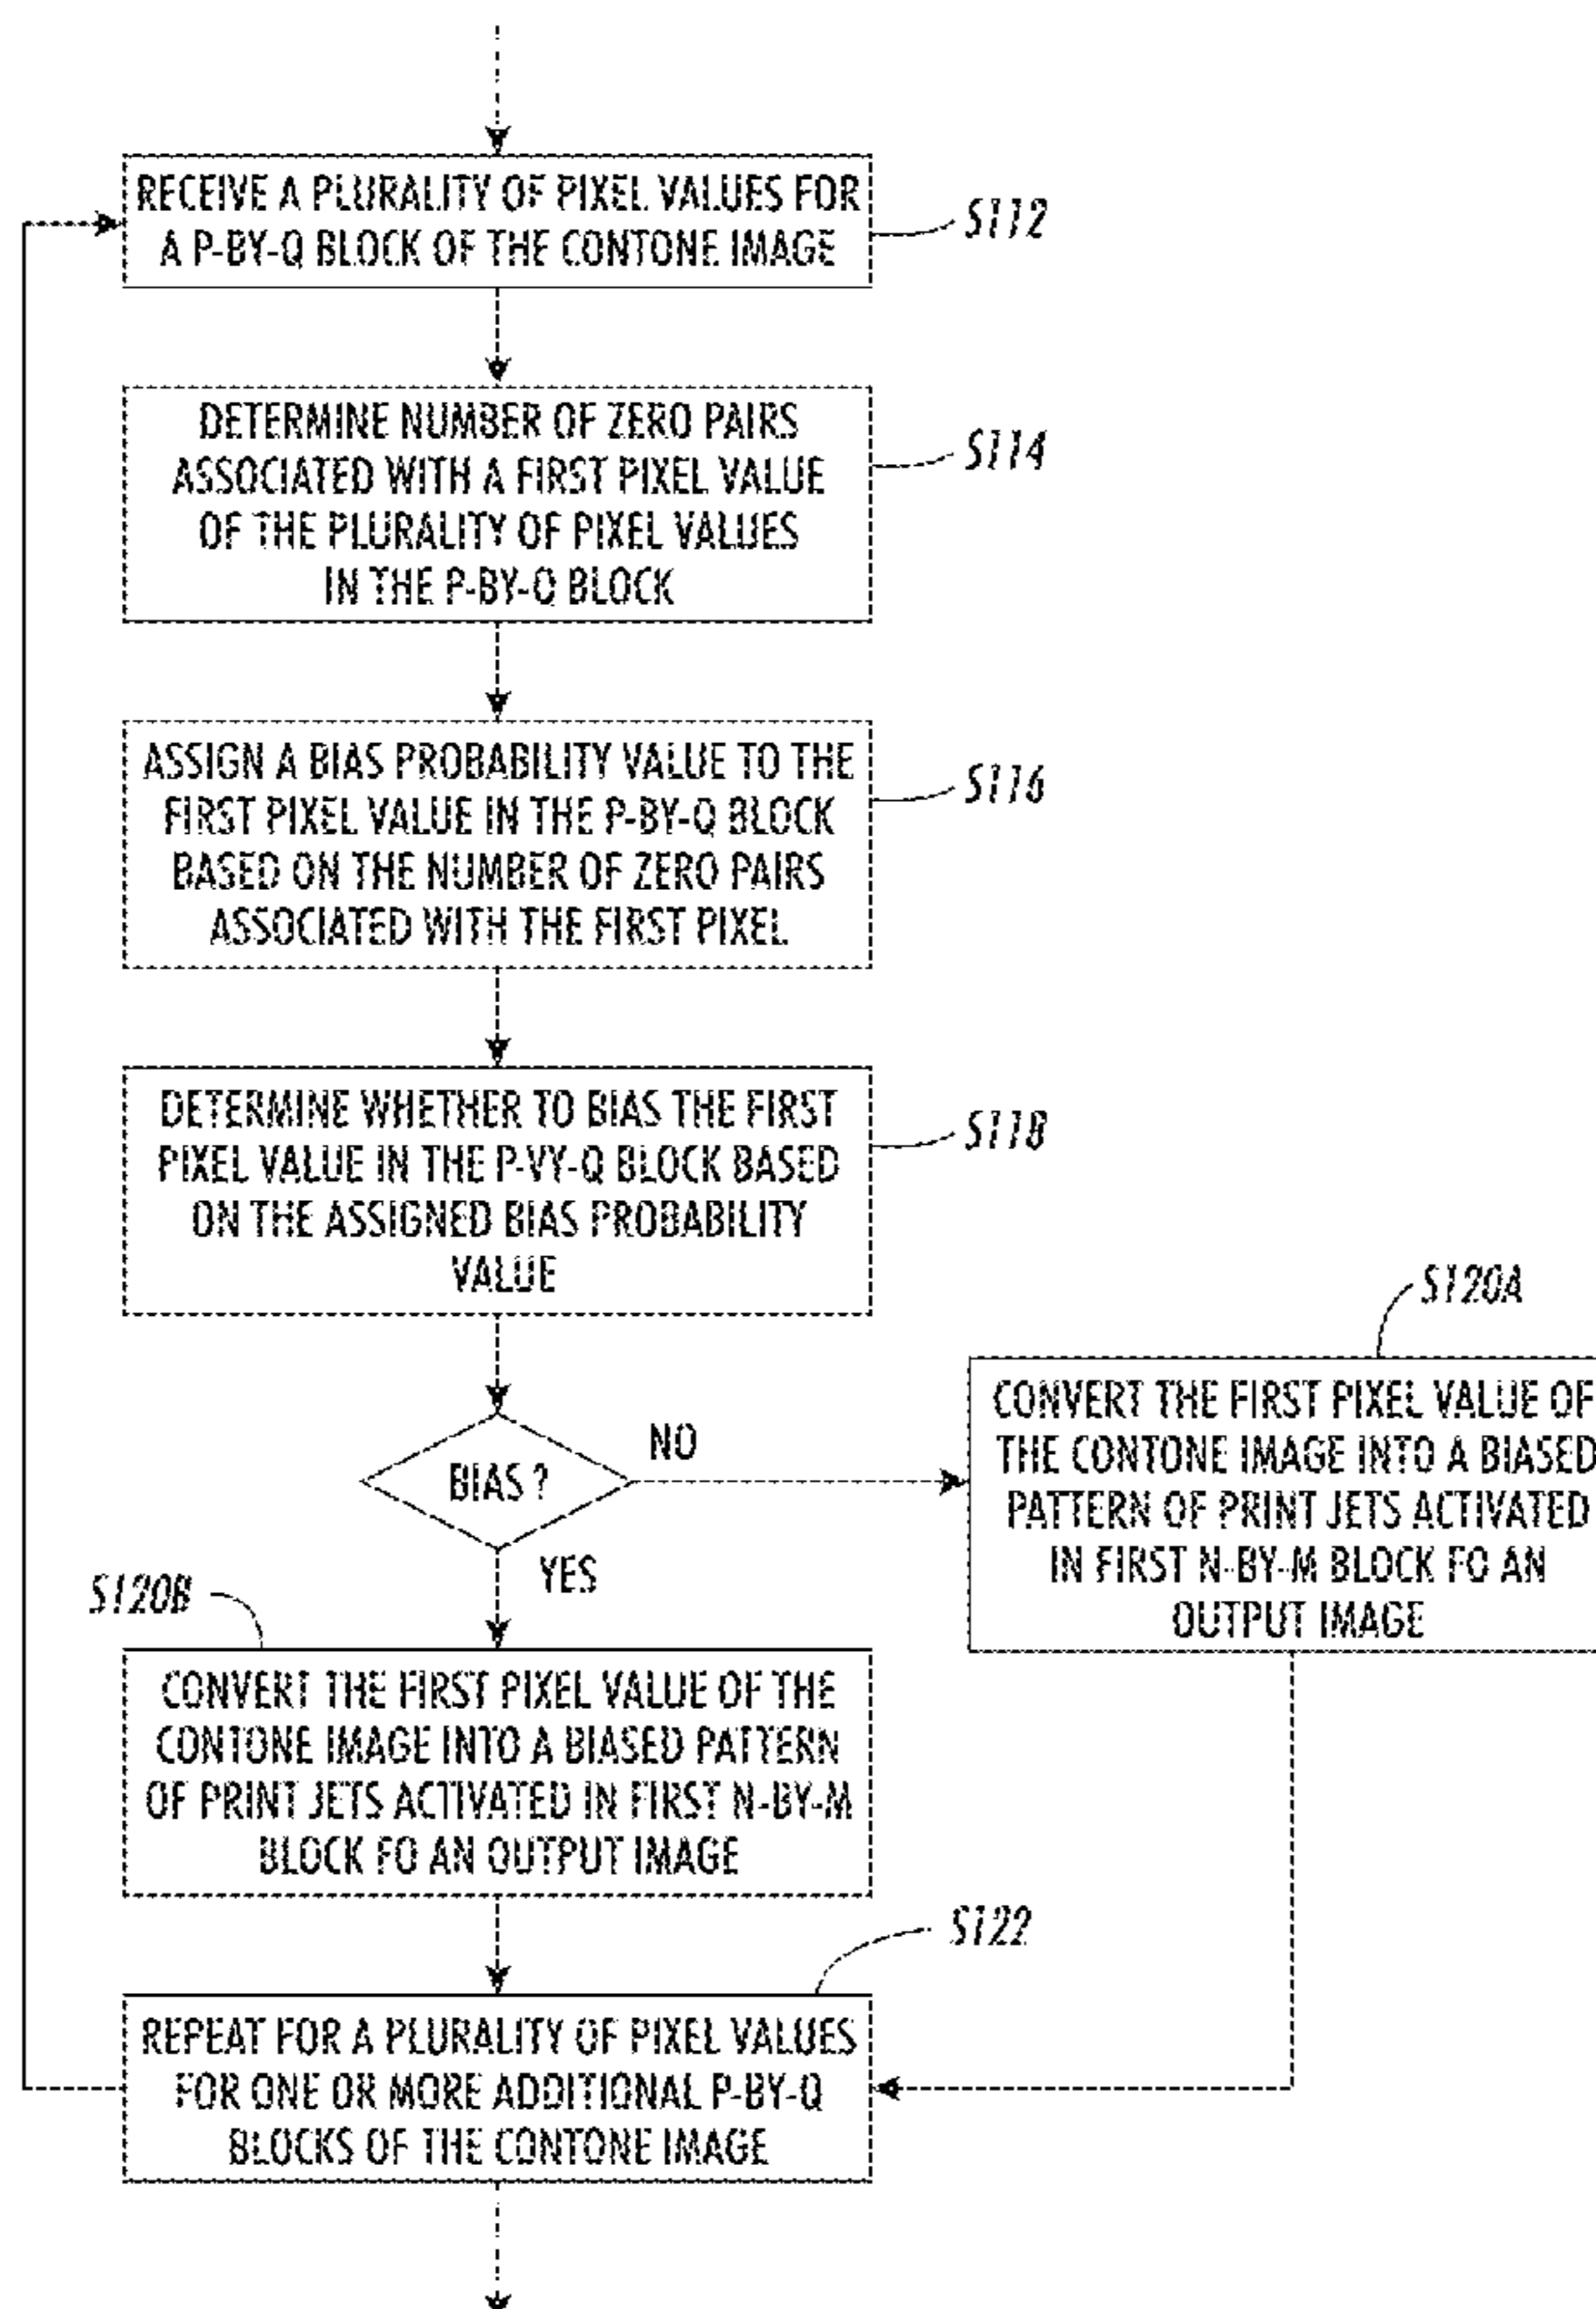 RECEIVE A PLURALITY OF PIXEL VALUES FOR
A P-BY-Q BLOCK OF THE CONTONE IMAGE
S112
DETERMINE NUMBER OF ZERO PAIRS
ASSOCIATED WITH A FIRST PIXEL VALUE
OF THE PLURALITY OF PIXEL VALUES
IN THE P-BY-Q BLOCK
S114
ASSIGN A BIAS PROBABILITY VALUE TO THE
FIRST PIXEL VALUE IN THE P-BY-Q BLOCK
BASED ON THE NUMBER OF ZERO PAIRS
ASSOCIATED WITH THE FIRST PIXEL
S116
DETERMINE WHETHER TO BIAS THE FIRST
PIXEL VALUE IN THE P-VY-Q BLOCK BASED
ON THE ASSIGNED BIAS PROBABILITY
VALUE
S118
BIAS ?
NO
YES
S120A
CONVERT THE FIRST PIXEL VALUE OF
THE CONTONE IMAGE INTO A BIASED
PATTERN OF PRINT JETS ACTIVATED
IN FIRST N-BY-M BLOCK FO AN
OUTPUT IMAGE
S120B
CONVERT THE FIRST PIXEL VALUE OF THE
CONTONE IMAGE INTO A BIASED PATTERN
OF PRINT JETS ACTIVATED IN FIRST N-BY-M
BLOCK FO AN OUTPUT IMAGE
S122
REPEAT FOR A PLURALITY OF PIXEL VALUES
FOR ONE OR MORE ADDITIONAL P-BY-Q
BLOCKS OF THE CONTONE IMAGE